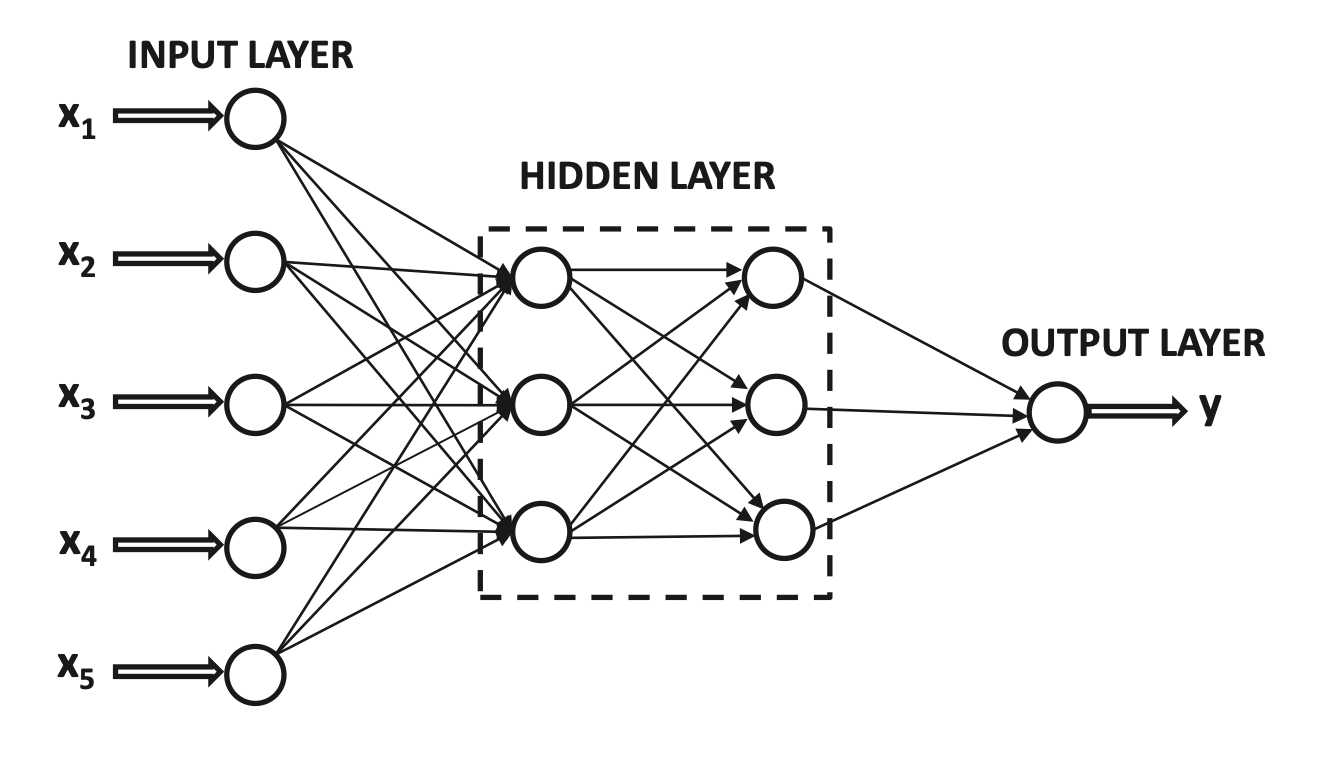 INPUT LAYER
x1
HIDDEN LAYER
x2
OUTPUT LAYER
x3
y
x4
x5